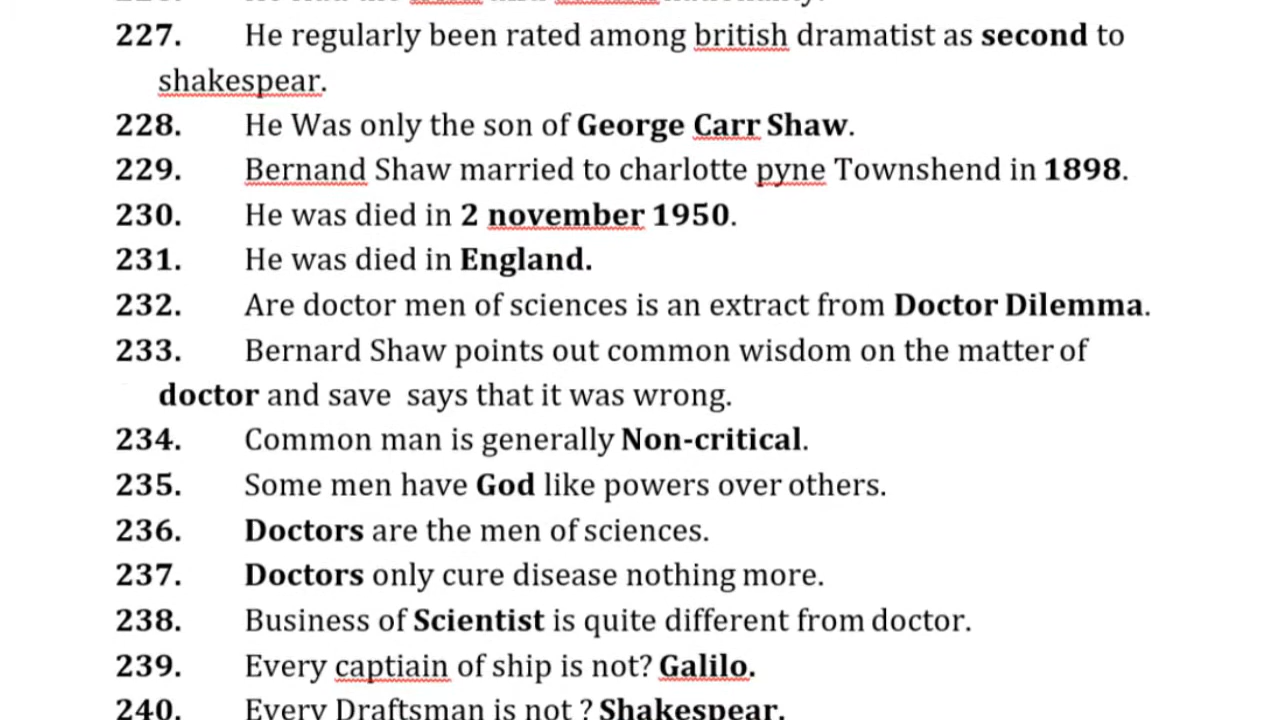 227. He regularly been rated among british dramatist as second to
shakespear.
228. He Was only the son of George Carr Shaw.
229. Bernand Shaw married to charlotte pyne Townshend in 1898.
230. He was died in 2 november 1950.
231. He was died in England.
232. Are doctor men of sciences is an extract from Doctor Dilemma.
233. Bernard Shaw points out common wisdom on the matter of
doctor and save says that it was wrong.
234. Common man is generally Non-critical.
235. Some men have God like powers over others.
236. Doctors are the men of sciences.
237. Doctors only cure disease nothing more.
238. Business of Scientist is quite different from doctor.
239. Every captiain of ship is not? Galilo.
240. Every Draftsman is not ? Shakespear.